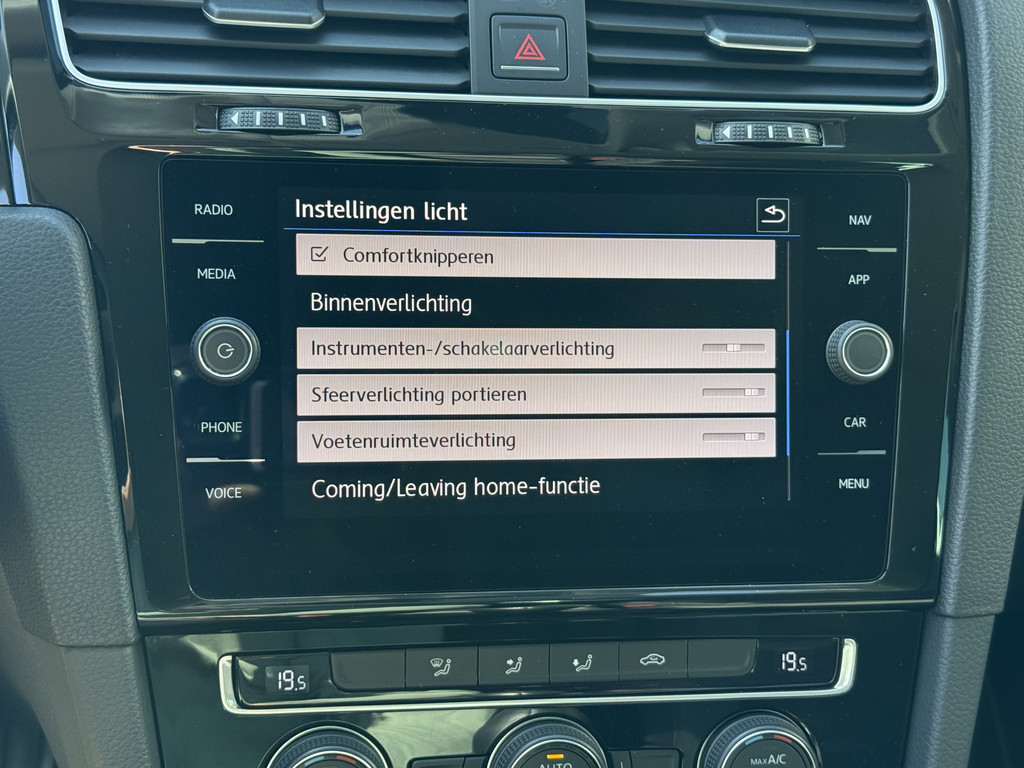 RADIO
Instellingen licht
NAV
Comfortknipperen
MEDIA
APP
Binnenverlichting
Instrumenten-/schakelaarverlichting
Sfeerverlichting portieren
PHONE
CAR
Voetenruimteverlichting
VOICE
Coming/Leaving home-functie
MENU
19.5
19.5
AUTO
MAX A/C